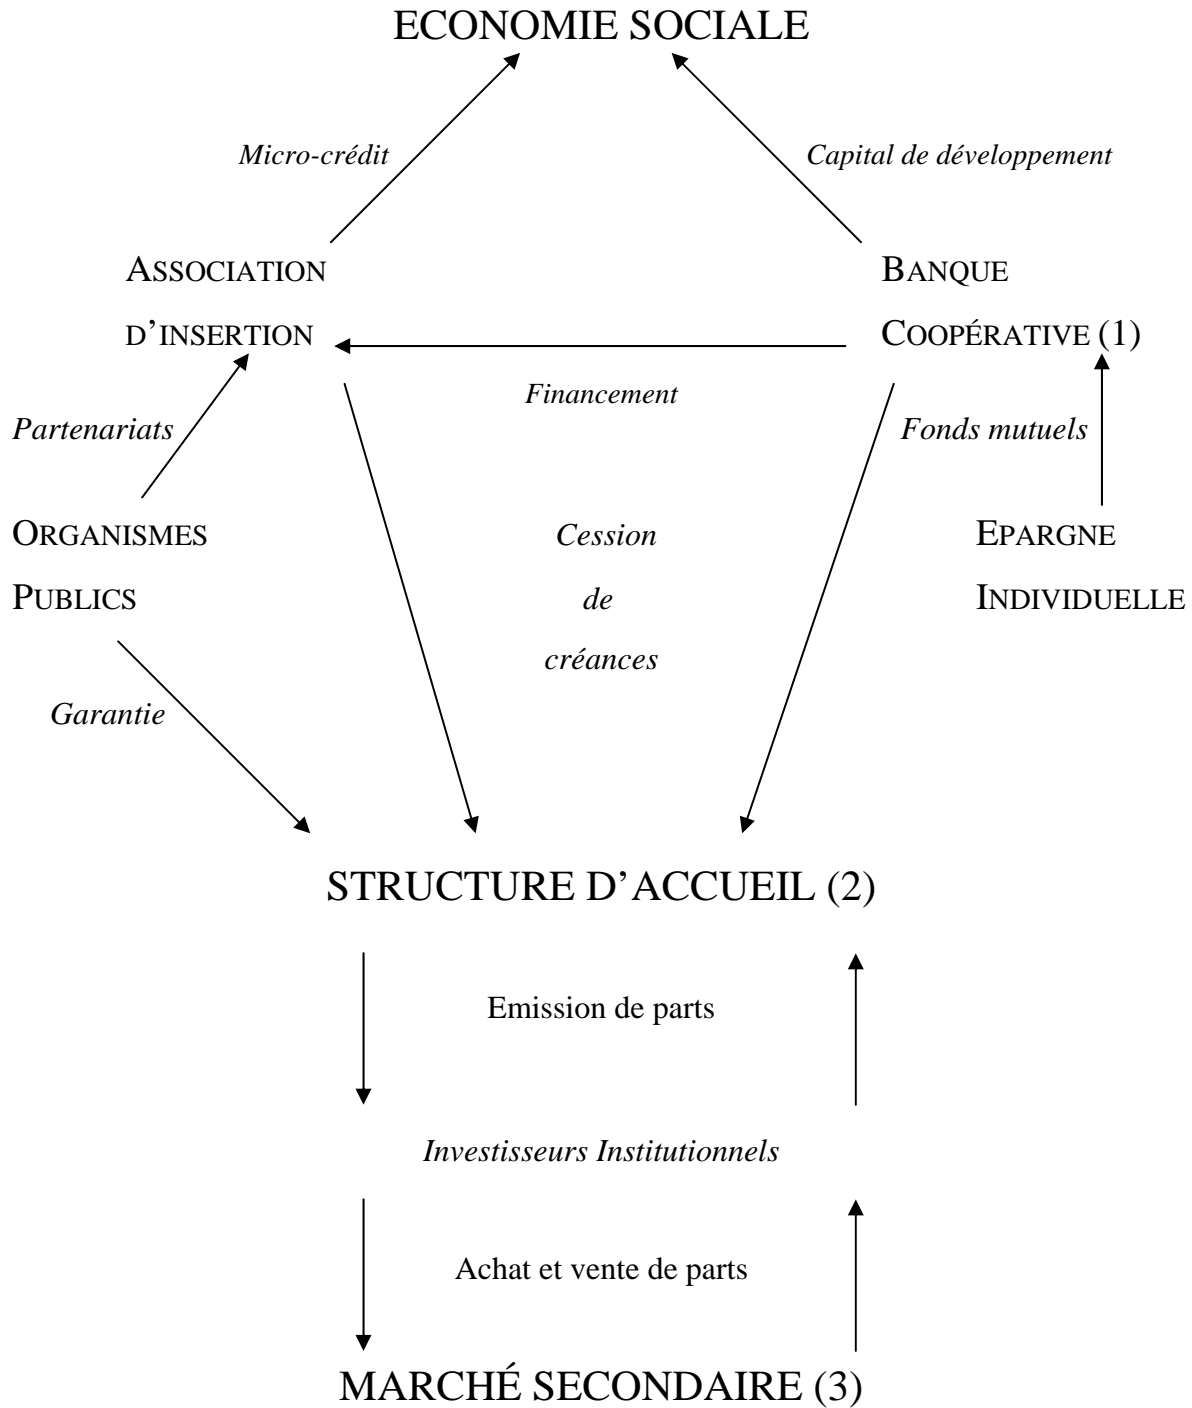 ECONOMIE SOCIALE
Micro-crédit
Capital de développement
ASSOCIATION
D’INSERTION
BANQUE
COOPÉRATIVE (1)
Financement
Partenariats
Fonds mutuels
ORGANISMES
PUBLICS
Cession
de
créances
EPARGNE
INDIVIDUELLE
Garantie
STRUCTURE D’ACCUEIL (2)
Emission de parts
Investisseurs Institutionnels
Achat et vente de parts
MARCHÉ SECONDAIRE (3)